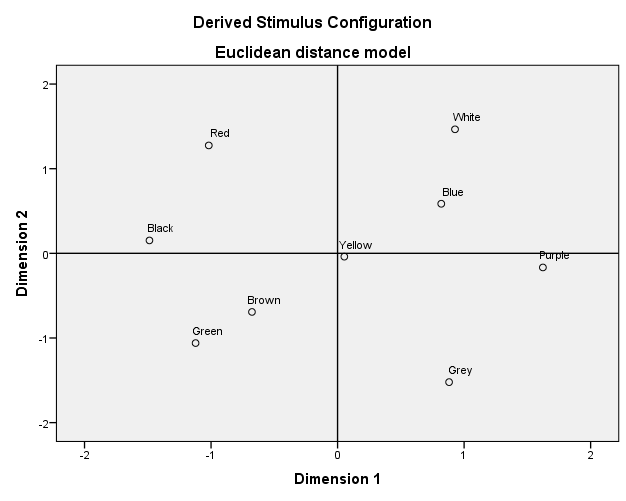 Derived Stimulus Configuration
Euclidean distance model
2
White
Red
1
Blue
Black
Yellow
0
Purple
Brown
Green
-1
Grey
-2
Dimension 2
-2 -1 0 1 2
Dimension 1